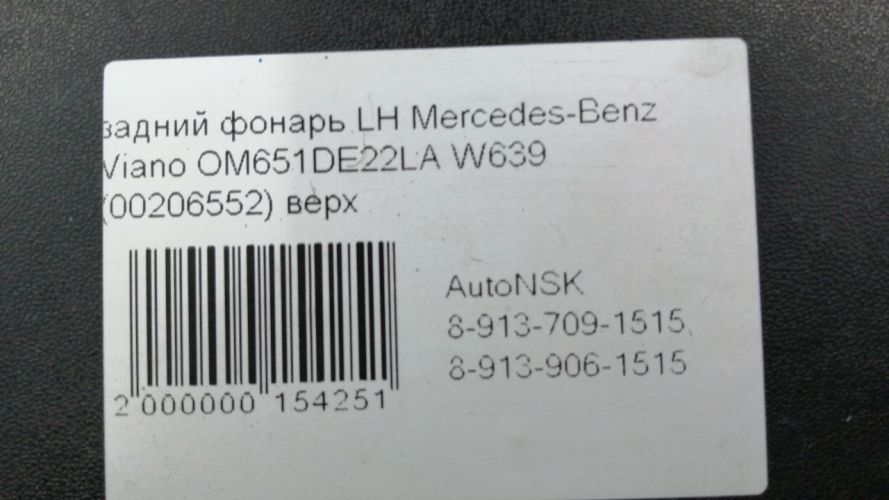 задний фонарь LH Mercedes-Benz
Viano OM651DE22LA W639
(00206552) верх
AutoNSK
8-913-709-1515,
8-913-906-1515
2 000000 154251